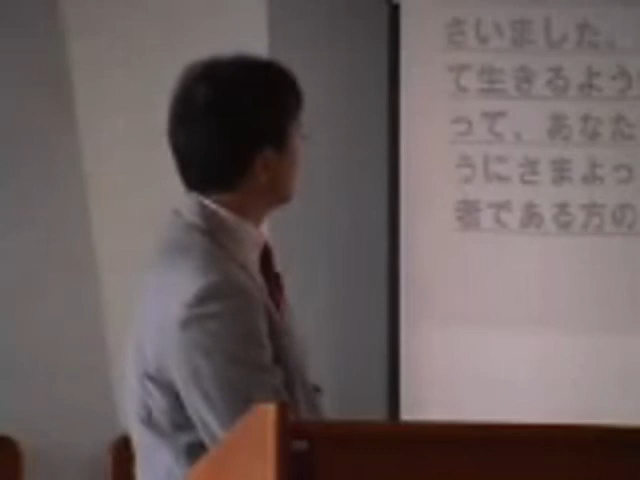 さいました。
て生きるよう
って、あなた
うにさまよっ
者である方の